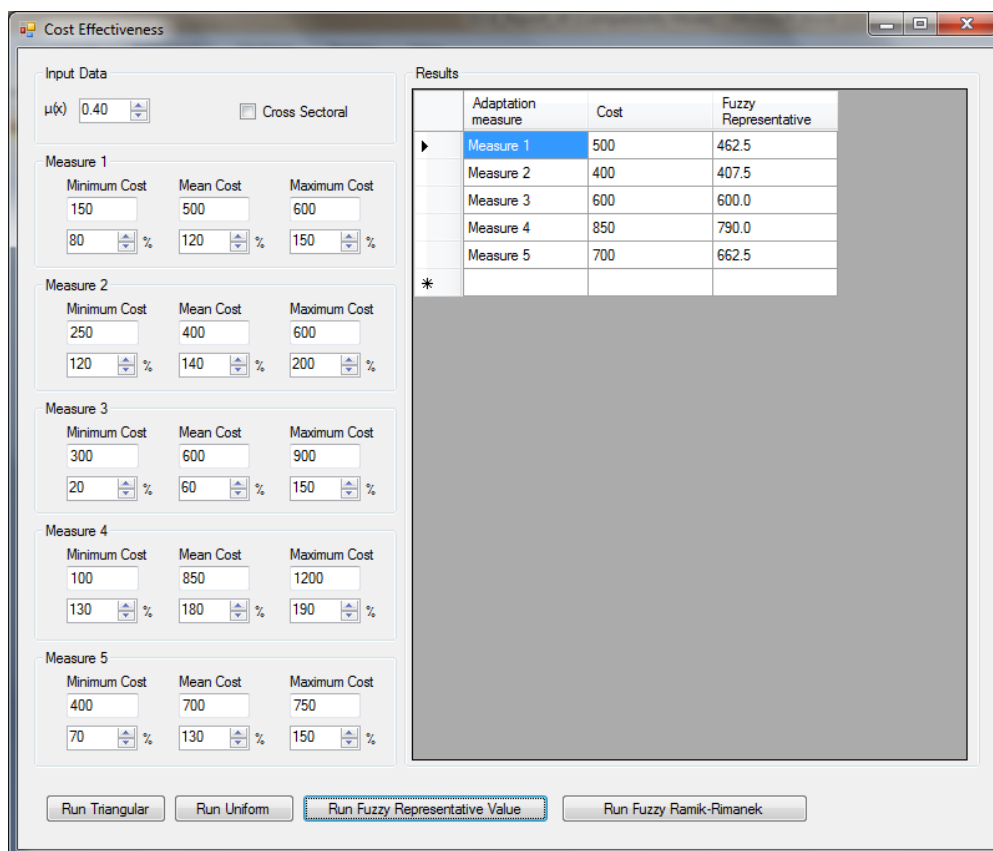 Cost Effectiveness
Input Data
μ(x) 0.40 Cross Sectoral
Measure 1
Minimum Cost Mean Cost Maximum Cost
150 500 600
80 % 120 % 150 %
Measure 2
Minimum Cost Mean Cost Maximum Cost
250 400 600
120 % 140 % 200 %
Measure 3
Minimum Cost Mean Cost Maximum Cost
300 600 900
20 % 60 % 150 %
Measure 4
Minimum Cost Mean Cost Maximum Cost
100 850 1200
130 % 180 % 190 %
Measure 5
Minimum Cost Mean Cost Maximum Cost
400 700 750
70 % 130 % 150 %
Results
Adaptation measure Cost Fuzzy Representative
Measure 1 500 462.5
Measure 2 400 407.5
Measure 3 600 600.0
Measure 4 850 790.0
Measure 5 700 662.5
Run Triangular Run Uniform Run Fuzzy Representative Value Run Fuzzy Ramik-Rimanek